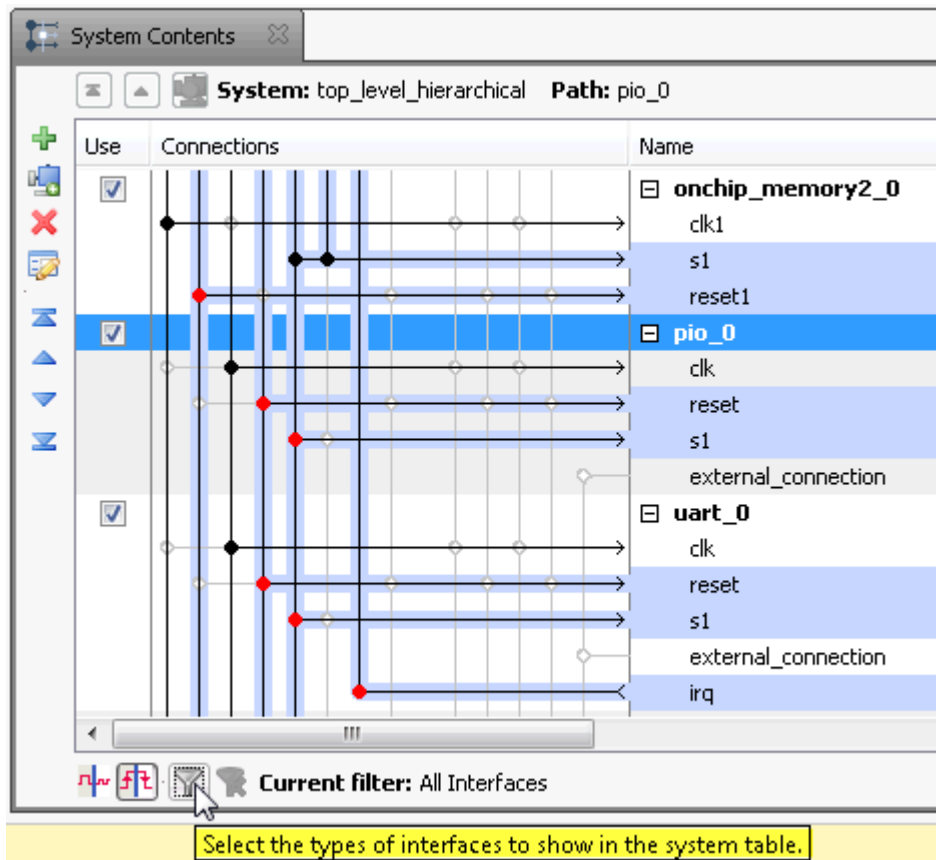 System Contents
System: top_level_hierarchical Path: pio_0
Use Connections Name
onchip_memory2_0
clk1
s1
reset1
pio_0
clk
reset
s1
external_connection
uart_0
clk
reset
s1
external_connection
irq
Current filter: All Interfaces
Select the types of interfaces to show in the system table.